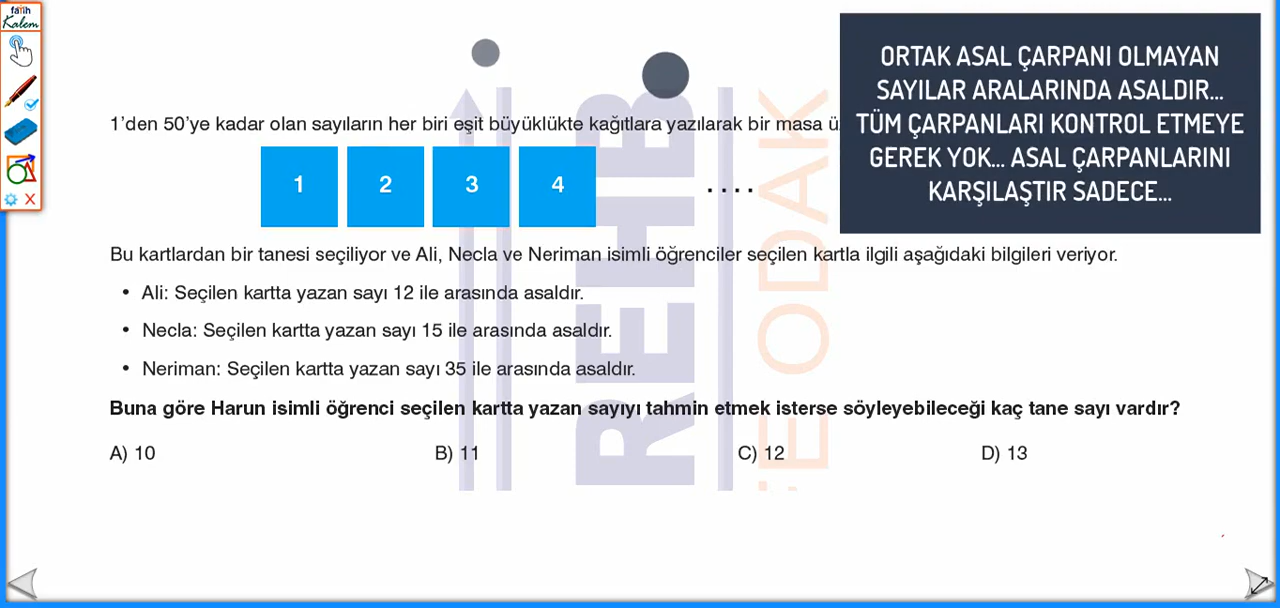 fatih
Kalem
X
ORTAK ASAL ÇARPANI OLMAYAN
SAYILAR ARALARINDA ASALDIR...
TÜM ÇARPANLARI KONTROL ETMEYE
GEREK YOK... ASAL ÇARPANLARINI
KARŞILAŞTIR SADECE...
1’den 50’ye kadar olan sayıların her biri eşit büyüklükte kağıtlara yazılarak bir masa
1 2 3 4 ....
Bu kartlardan bir tanesi seçiliyor ve Ali, Necla ve Neriman isimli öğrenciler seçilen kartla ilgili aşağıdaki bilgileri veriyor.
• Ali: Seçilen kartta yazan sayı 12 ile arasında asaldır.
• Necla: Seçilen kartta yazan sayı 15 ile arasında asaldır.
• Neriman: Seçilen kartta yazan sayı 35 ile arasında asaldır.
Buna göre Harun isimli öğrenci seçilen kartta yazan sayıyı tahmin etmek isterse söyleyebileceği kaç tane sayı vardır?
A) 10 B) 11 C) 12 D) 13
REHB
E ODAK